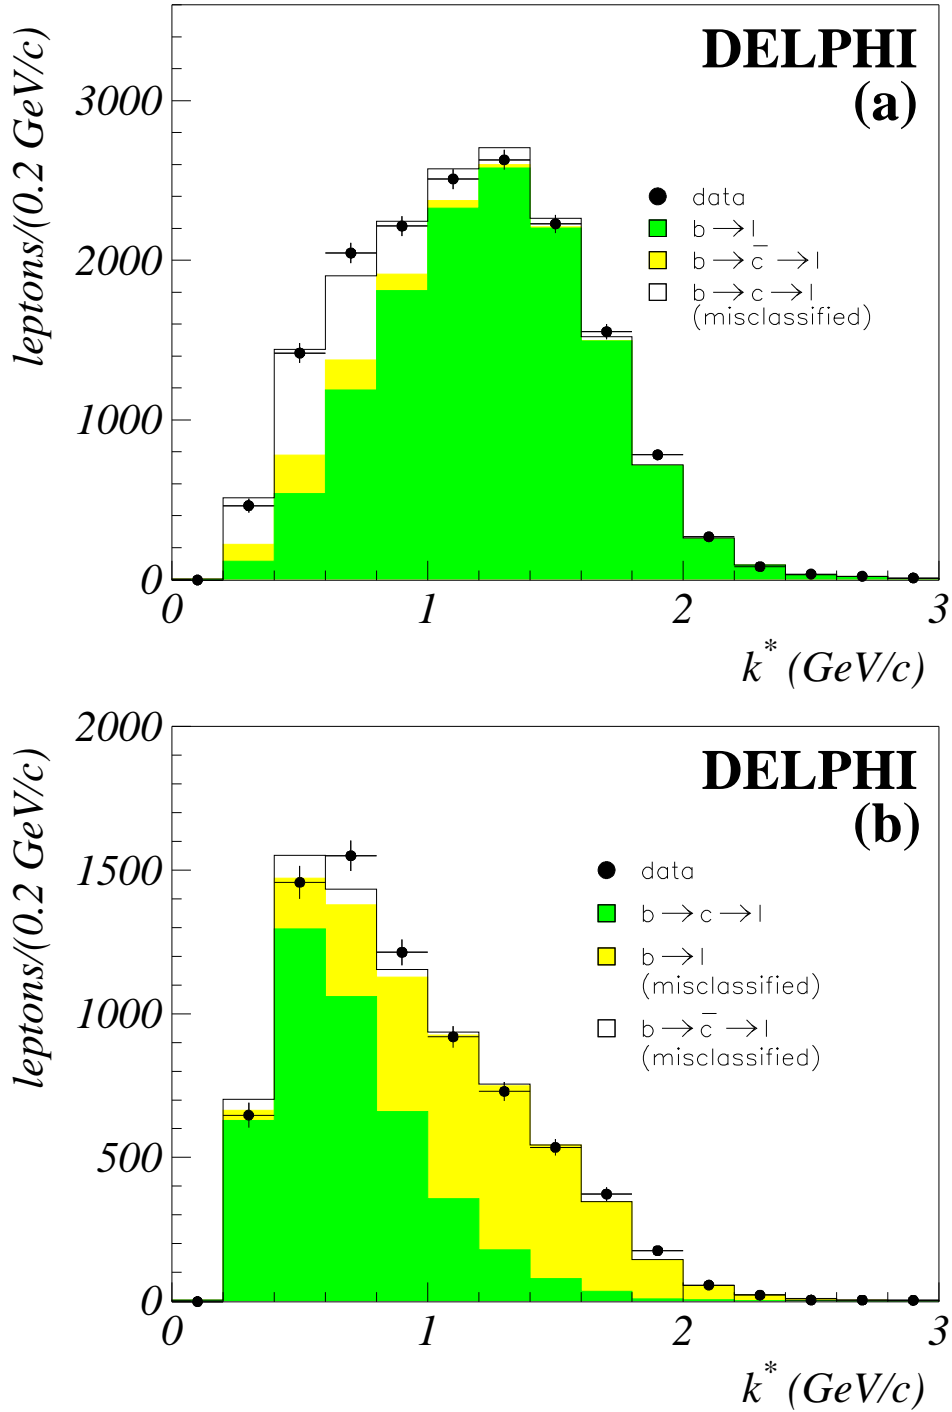 DELPHI
(a)
leptons/(0.2 GeV/c)
3000
2000
1000
0
data
b → l
b → c̄ → l
b → c → l
(misclassified)
0 1 2 3
k* (GeV/c)
DELPHI
(b)
leptons/(0.2 GeV/c)
2000
1500
1000
500
0
data
b → c → l
b → l
(misclassified)
b → c̄ → l
(misclassified)
0 1 2 3
k* (GeV/c)